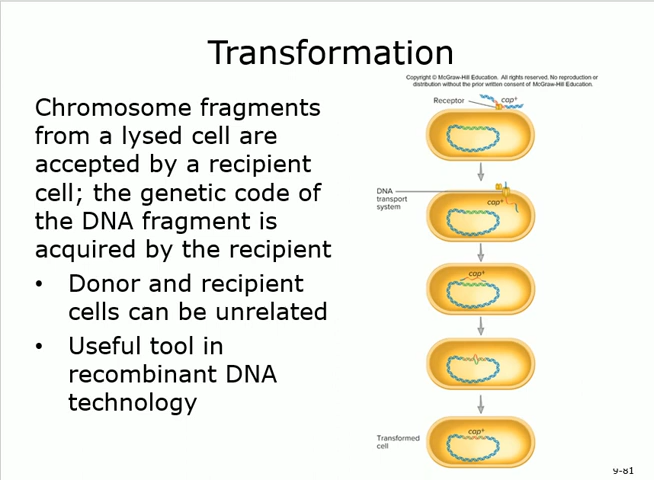 Transformation
Copyright © McGraw-Hill Education. All rights reserved. No reproduction or
distribution without the prior written consent of McGraw-Hill Education.
Chromosome fragments
from a lysed cell are
accepted by a recipient
cell; the genetic code of
the DNA fragment is
acquired by the recipient
• Donor and recipient
cells can be unrelated
• Useful tool in
recombinant DNA
technology
Receptor
cap+
DNA
transport
system
cap+
cap+
Transformed
cell
cap+
9-81